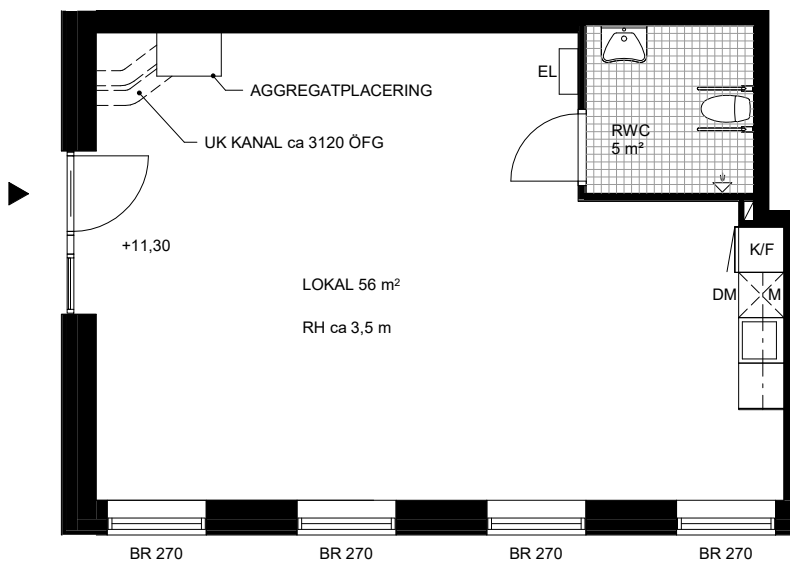 EL
AGGREGATPLACERING
RWC
5 m²
UK KANAL ca 3120 ÖFG
+11,30
K/F
LOKAL 56 m²
DM
M
RH ca 3,5 m
BR 270
BR 270
BR 270
BR 270